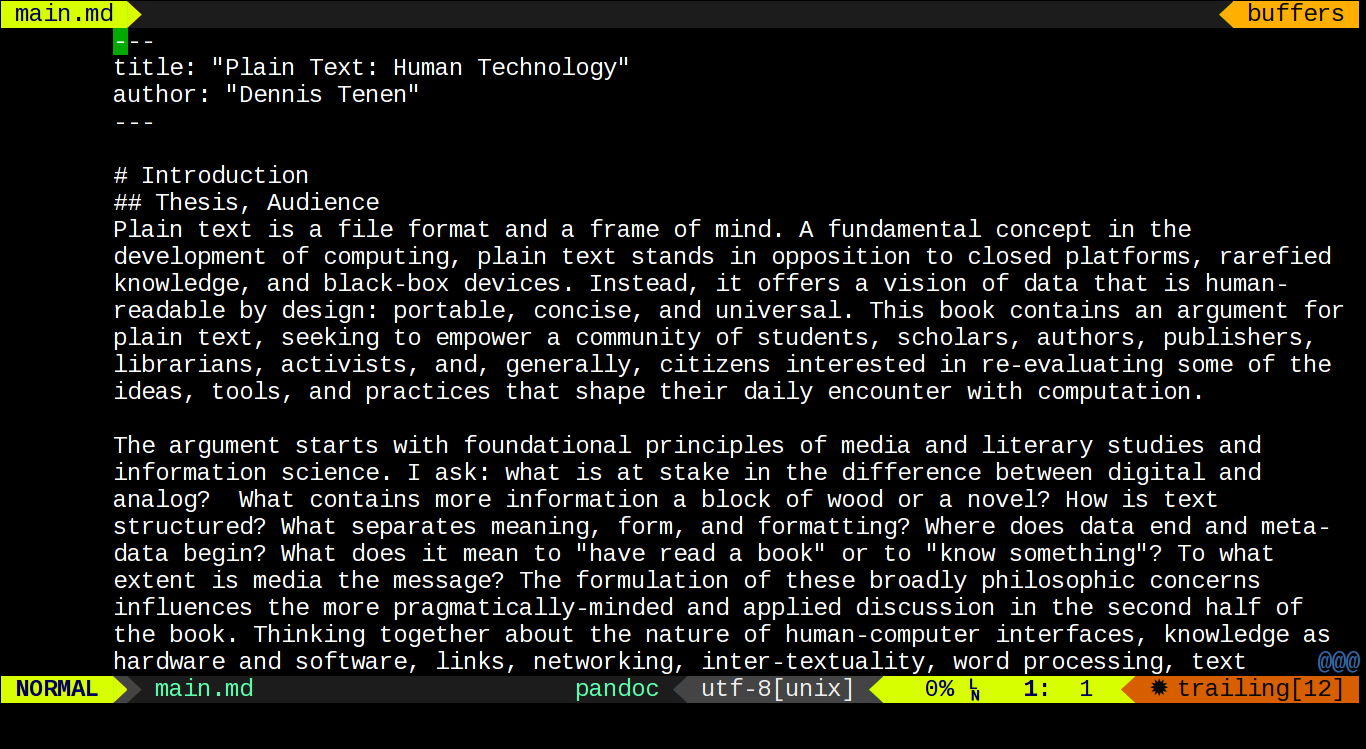 main.md buffers
---
title: "Plain Text: Human Technology"
author: "Dennis Tenen"
---
# Introduction
## Thesis, Audience
Plain text is a file format and a frame of mind. A fundamental concept in the
development of computing, plain text stands in opposition to closed platforms, rarefied
knowledge, and black-box devices. Instead, it offers a vision of data that is human-
readable by design: portable, concise, and universal. This book contains an argument for
plain text, seeking to empower a community of students, scholars, authors, publishers,
librarians, activists, and, generally, citizens interested in re-evaluating some of the
ideas, tools, and practices that shape their daily encounter with computation.
The argument starts with foundational principles of media and literary studies and
information science. I ask: what is at stake in the difference between digital and
analog?  What contains more information a block of wood or a novel? How is text
structured? What separates meaning, form, and formatting? Where does data end and meta-
data begin? What does it mean to "have read a book" or to "know something"? To what
extent is media the message? The formulation of these broadly philosophic concerns
influences the more pragmatically-minded and applied discussion in the second half of
the book. Thinking together about the nature of human-computer interfaces, knowledge as
hardware and software, links, networking, inter-textuality, word processing, text @@@
NORMAL main.md pandoc utf-8[unix] 0% ␤ 1: 1 ✹ trailing[12]